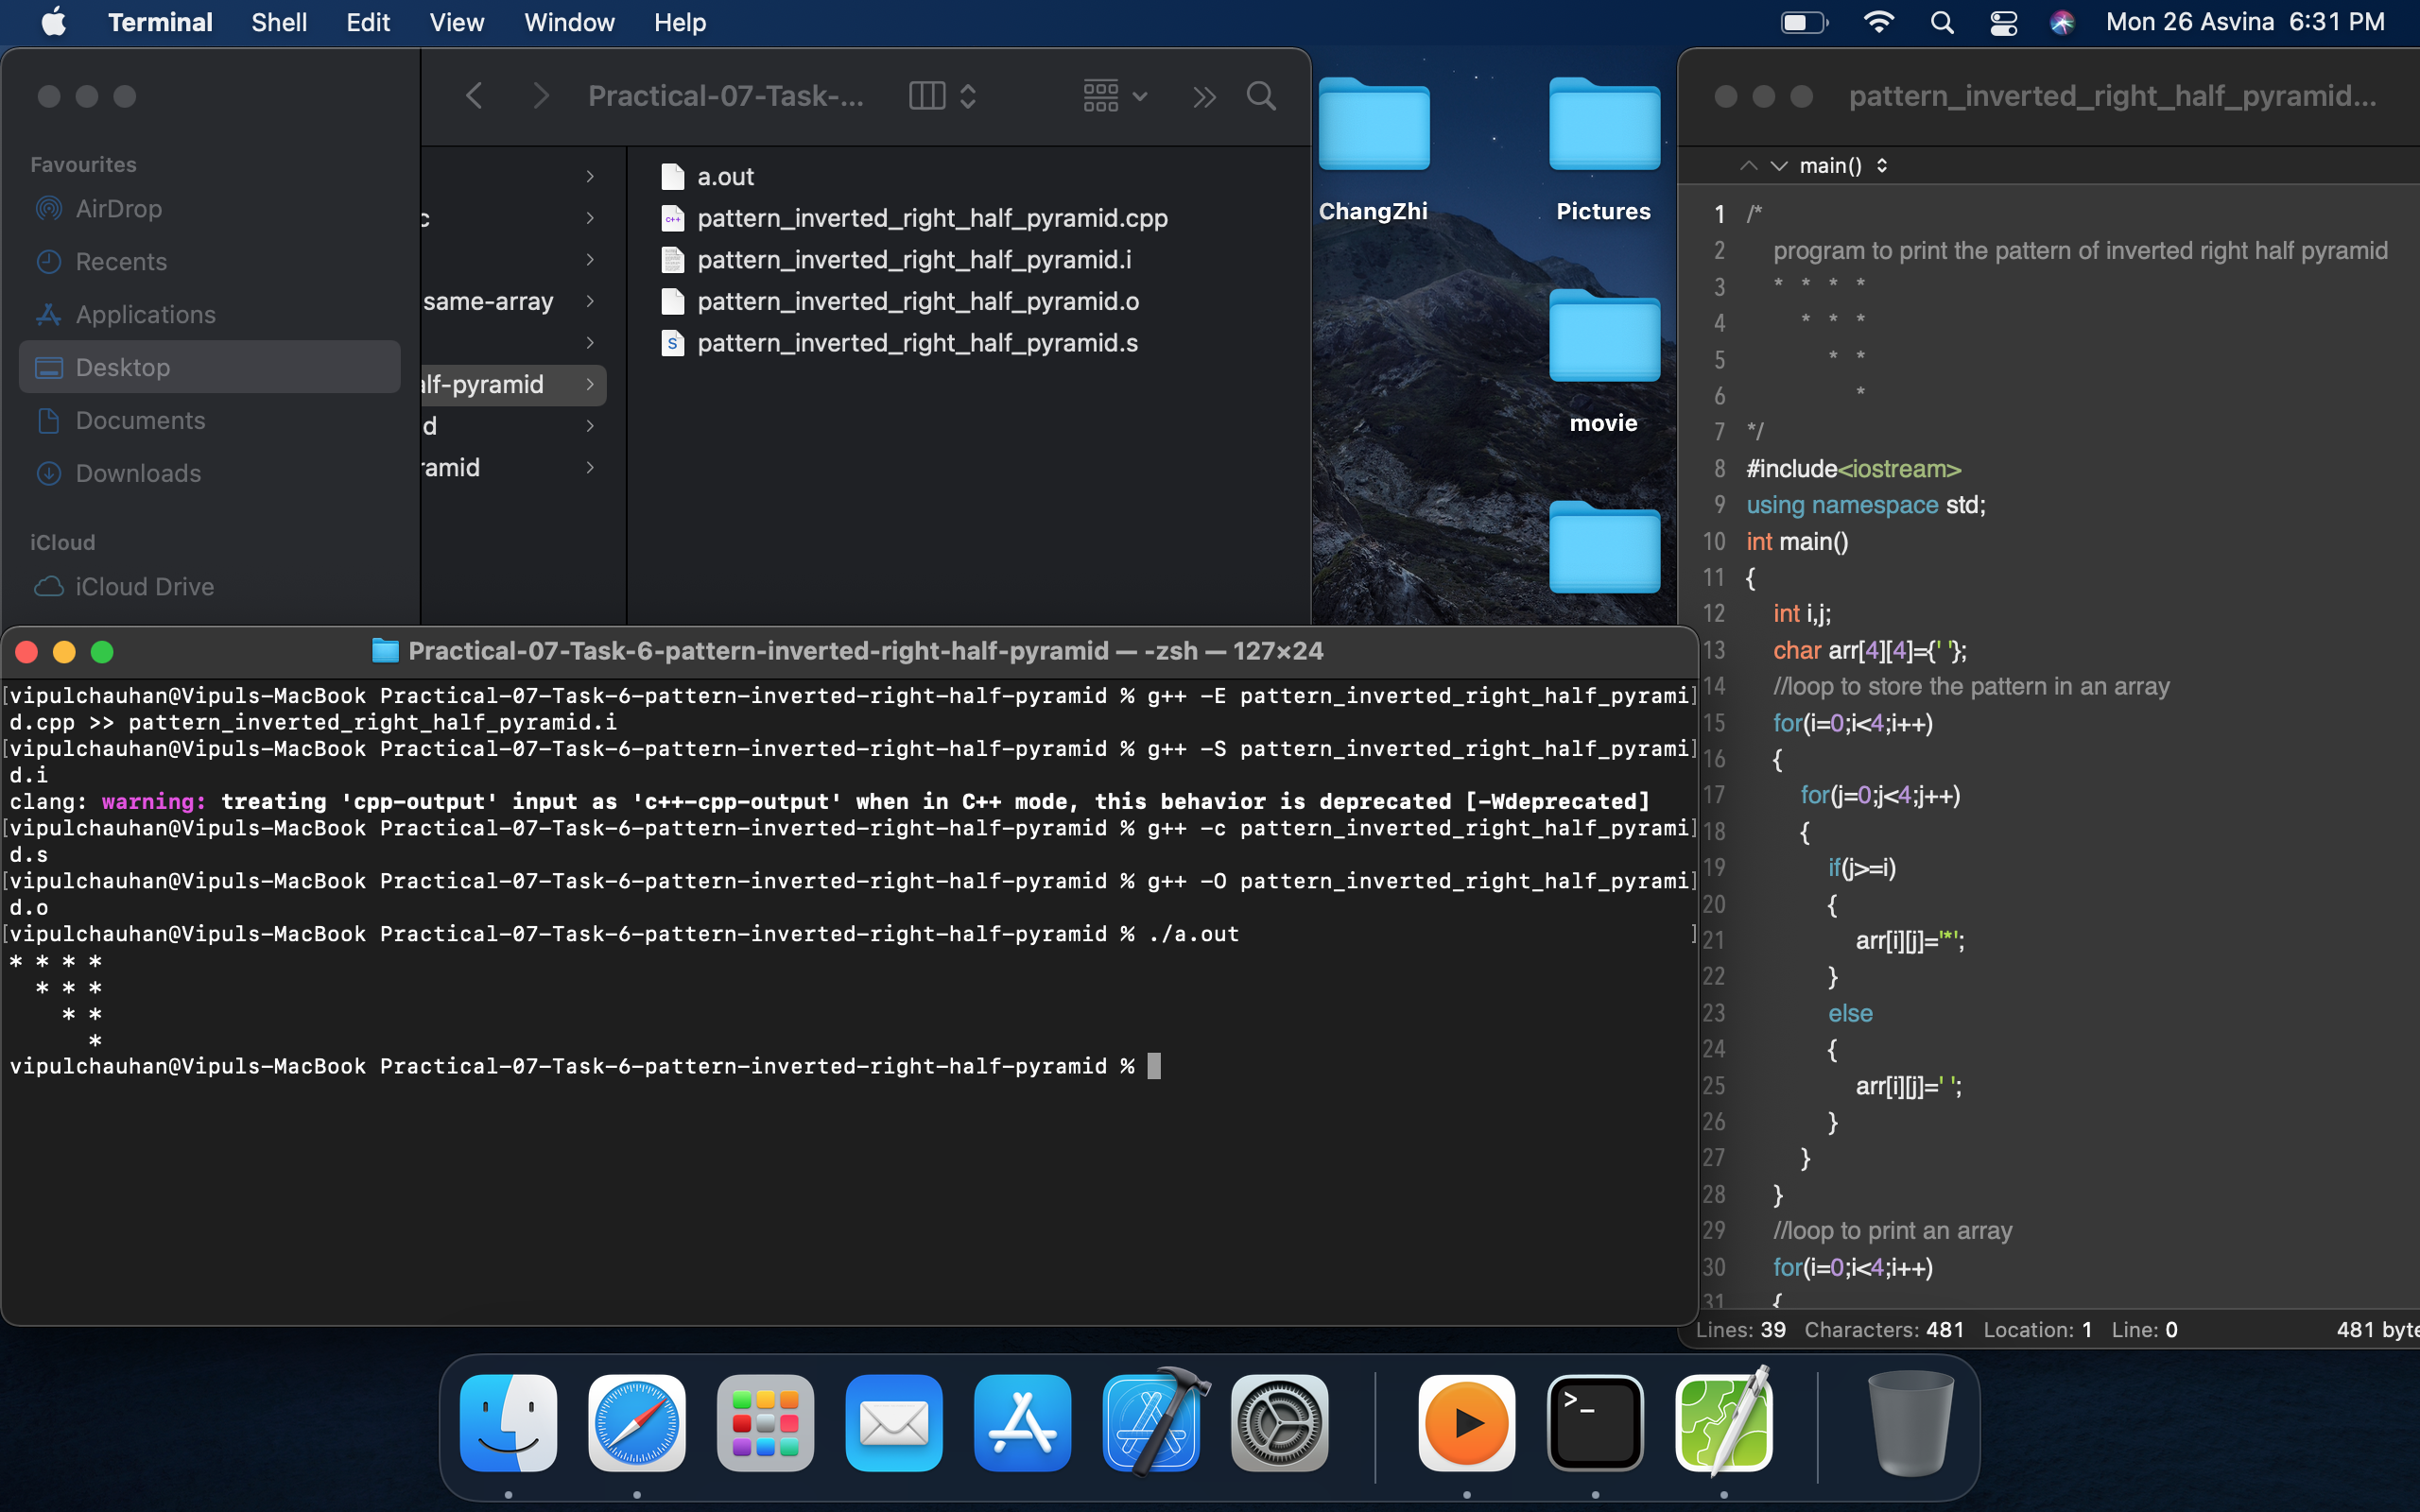 Terminal Shell Edit View Window Help Mon 26 Asvina 6:31 PM
Practical-07-Task-...
Favourites
AirDrop
Recents
Applications
Desktop
Documents
Downloads
iCloud
iCloud Drive
c
same-array
alf-pyramid
d
ramid
a.out
pattern_inverted_right_half_pyramid.cpp
pattern_inverted_right_half_pyramid.i
pattern_inverted_right_half_pyramid.o
pattern_inverted_right_half_pyramid.s
ChangZhi
Pictures
movie
Practical-07-Task-6-pattern-inverted-right-half-pyramid — -zsh — 127×24
[vipulchauhan@Vipuls-MacBook Practical-07-Task-6-pattern-inverted-right-half-pyramid % g++ -E pattern_inverted_right_half_pyrami]
d.cpp >> pattern_inverted_right_half_pyramid.i
[vipulchauhan@Vipuls-MacBook Practical-07-Task-6-pattern-inverted-right-half-pyramid % g++ -S pattern_inverted_right_half_pyrami]
d.i
clang: warning: treating 'cpp-output' input as 'c++-cpp-output' when in C++ mode, this behavior is deprecated [-Wdeprecated]
[vipulchauhan@Vipuls-MacBook Practical-07-Task-6-pattern-inverted-right-half-pyramid % g++ -c pattern_inverted_right_half_pyrami]
d.s
[vipulchauhan@Vipuls-MacBook Practical-07-Task-6-pattern-inverted-right-half-pyramid % g++ -O pattern_inverted_right_half_pyrami]
d.o
[vipulchauhan@Vipuls-MacBook Practical-07-Task-6-pattern-inverted-right-half-pyramid % ./a.out ]
* * * *
  * * *
    * *
      *
vipulchauhan@Vipuls-MacBook Practical-07-Task-6-pattern-inverted-right-half-pyramid %
pattern_inverted_right_half_pyramid...
main()
1 /*
2 program to print the pattern of inverted right half pyramid
3 * * * *
4 * * *
5 * *
6 *
7 */
8 #include<iostream>
9 using namespace std;
10 int main()
11 {
12 int i,j;
13 char arr[4][4]={' '};
14 //loop to store the pattern in an array
15 for(i=0;i<4;i++)
16 {
17 for(j=0;j<4;j++)
18 {
19 if(j>=i)
20 {
21 arr[i][j]='*';
22 }
23 else
24 {
25 arr[i][j]=' ';
26 }
27 }
28 }
29 //loop to print an array
30 for(i=0;i<4;i++)
31 {
Lines: 39 Characters: 481 Location: 1 Line: 0 481 byte